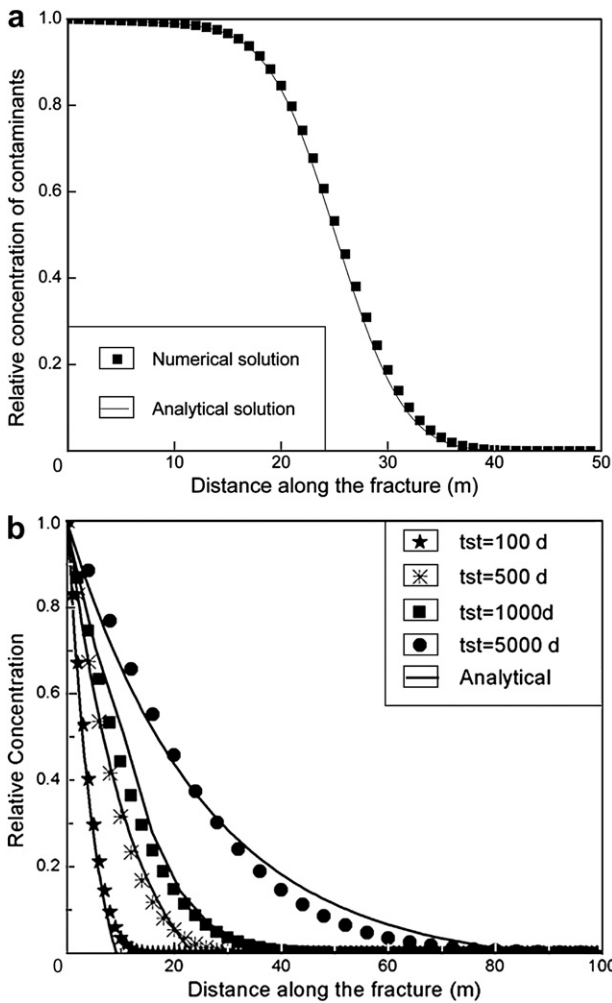 a
Relative concentration of contaminants
1.0
0.8
0.6
0.4
0.2
0
10
20
30
40
50
Numerical solution
Analytical solution
Distance along the fracture (m)
b
Relative Concentration
1.0
0.8
0.6
0.4
0.2
0
20
40
60
80
100
tst=100 d
tst=500 d
tst=1000d
tst=5000 d
Analytical
Distance along the fracture (m)